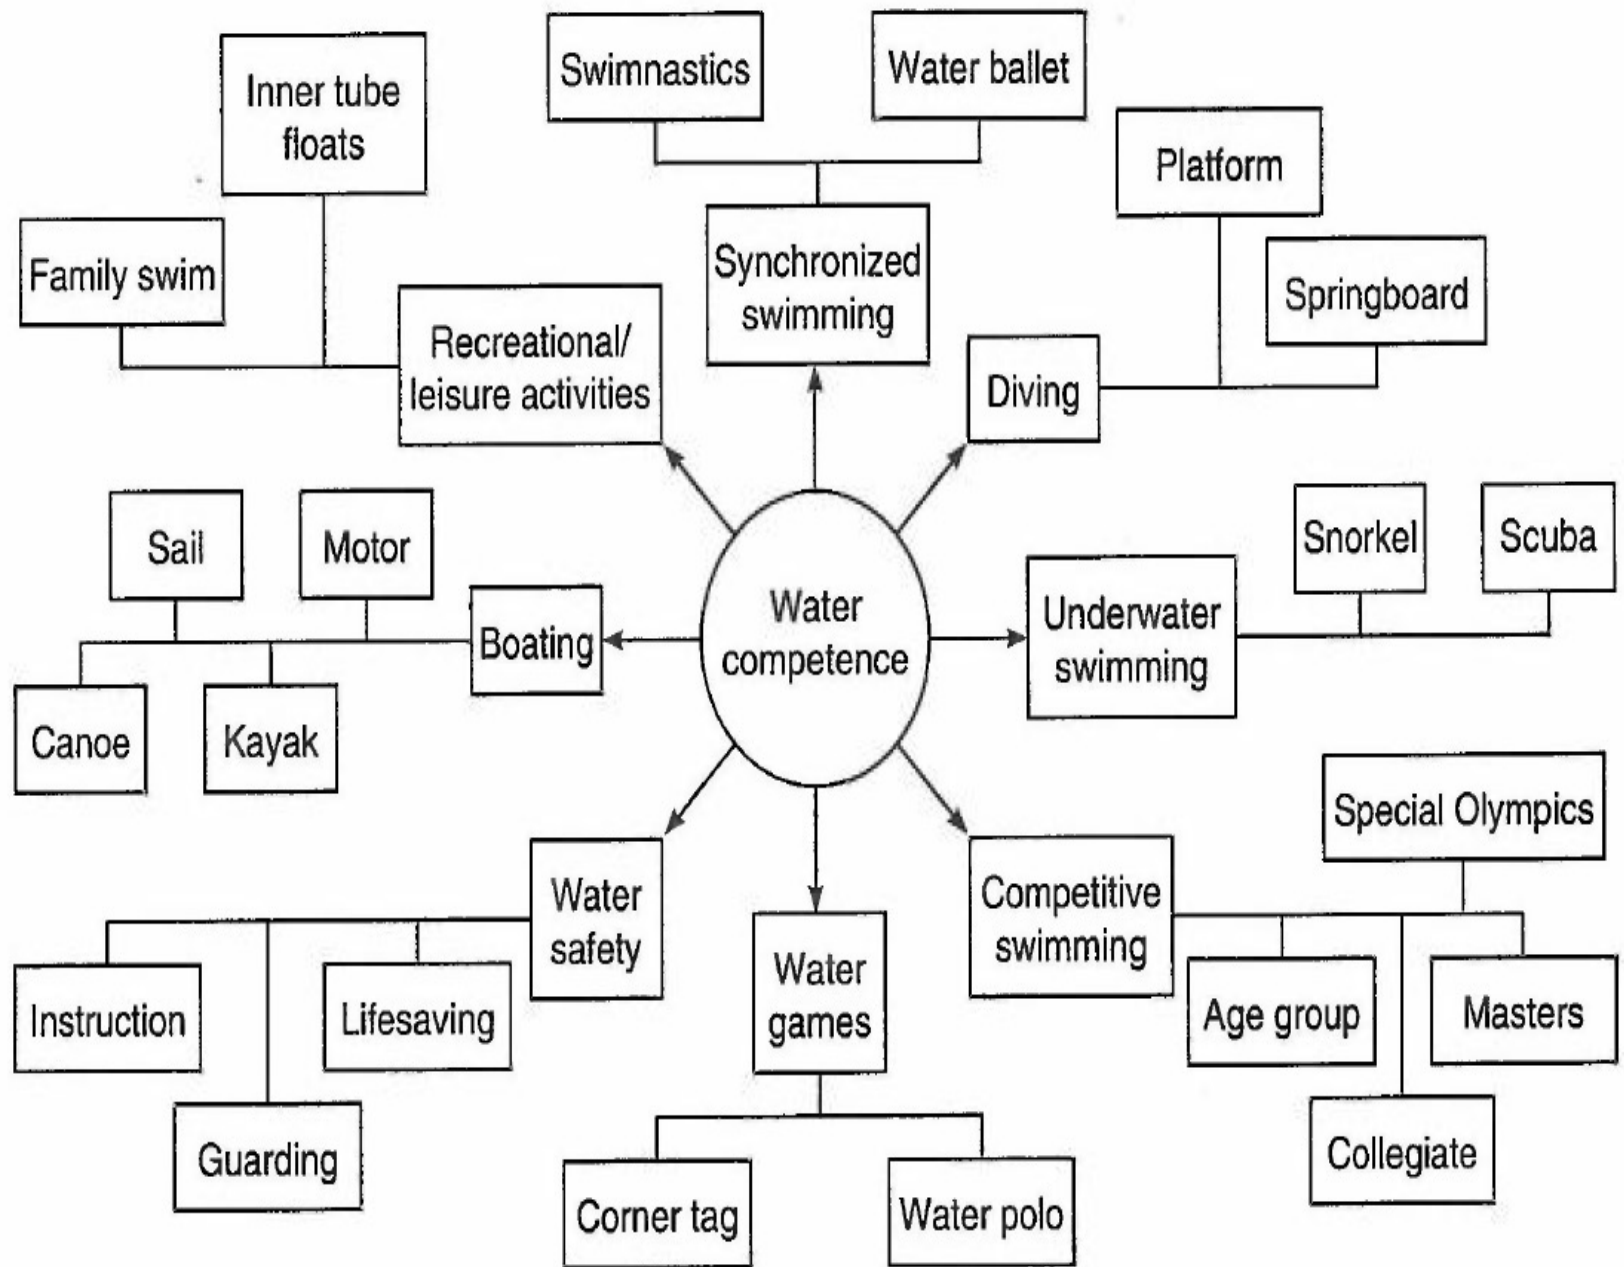 Swimnastics
Water ballet
Inner tube
floats
Platform
Family swim
Synchronized
swimming
Springboard
Recreational/
leisure activities
Diving
Sail
Motor
Snorkel
Scuba
Boating
Water
competence
Underwater
swimming
Canoe
Kayak
Special Olympics
Water
safety
Competitive
swimming
Water
games
Instruction
Lifesaving
Age group
Masters
Guarding
Collegiate
Corner tag
Water polo